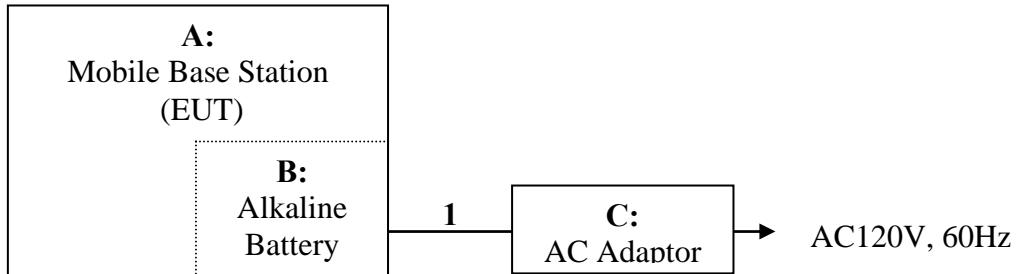 A:
Mobile Base Station
(EUT)
B:
Alkaline
Battery
1
C:
AC Adaptor
AC120V, 60Hz